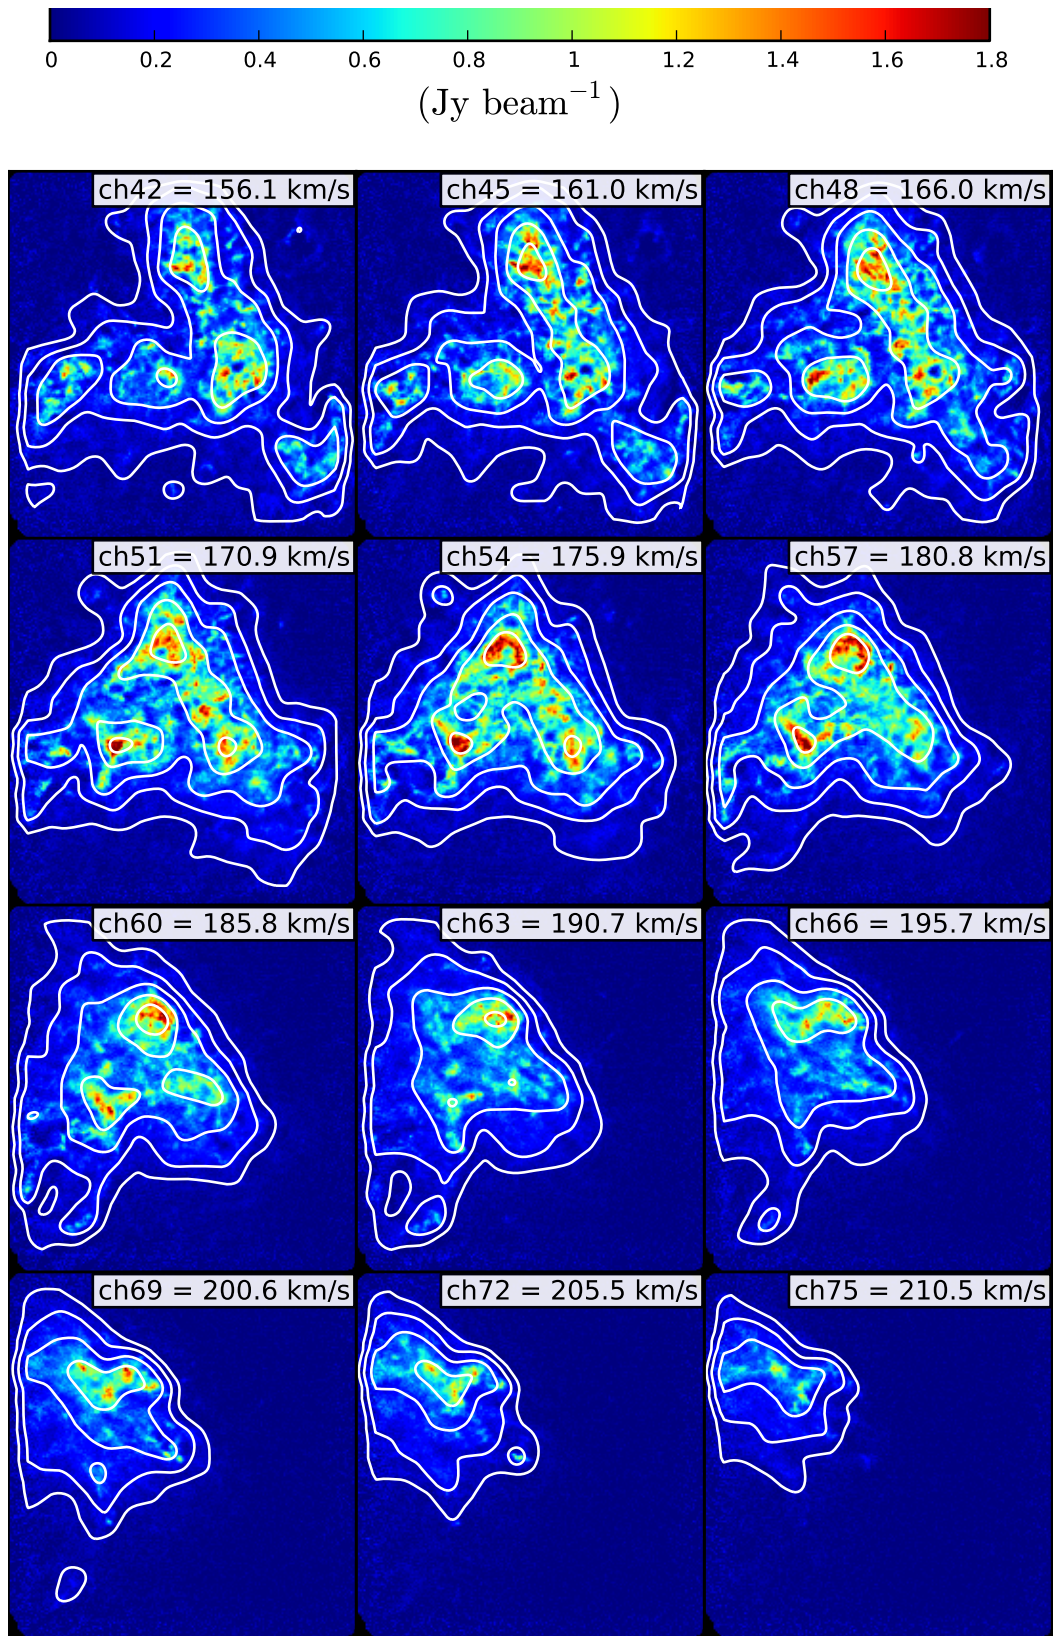 0 0.2 0.4 0.6 0.8 1 1.2 1.4 1.6 1.8
(Jy beam⁻¹)
ch42 = 156.1 km/s ch45 = 161.0 km/s ch48 = 166.0 km/s
ch51 = 170.9 km/s ch54 = 175.9 km/s ch57 = 180.8 km/s
ch60 = 185.8 km/s ch63 = 190.7 km/s ch66 = 195.7 km/s
ch69 = 200.6 km/s ch72 = 205.5 km/s ch75 = 210.5 km/s